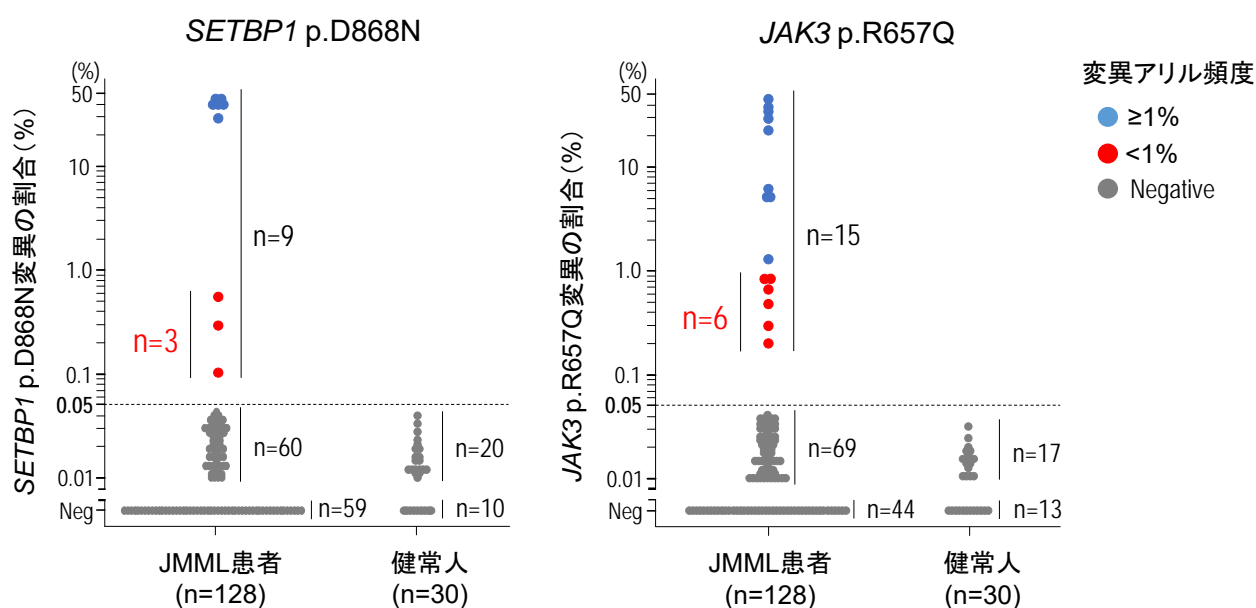 SETBP1 p.D868N
(%)
SETBP1 p.D868N変異の割合(%)
50
10
1.0
0.1
0.05
0.01
Neg
n=9
n=3
n=60
n=20
n=59
n=10
JMML患者
(n=128)
健常人
(n=30)
JAK3 p.R657Q
(%)
JAK3 p.R657Q変異の割合(%)
50
10
1.0
0.1
0.05
0.01
Neg
n=15
n=6
n=69
n=17
n=44
n=13
JMML患者
(n=128)
健常人
(n=30)
変異アリル頻度
≥1%
<1%
Negative